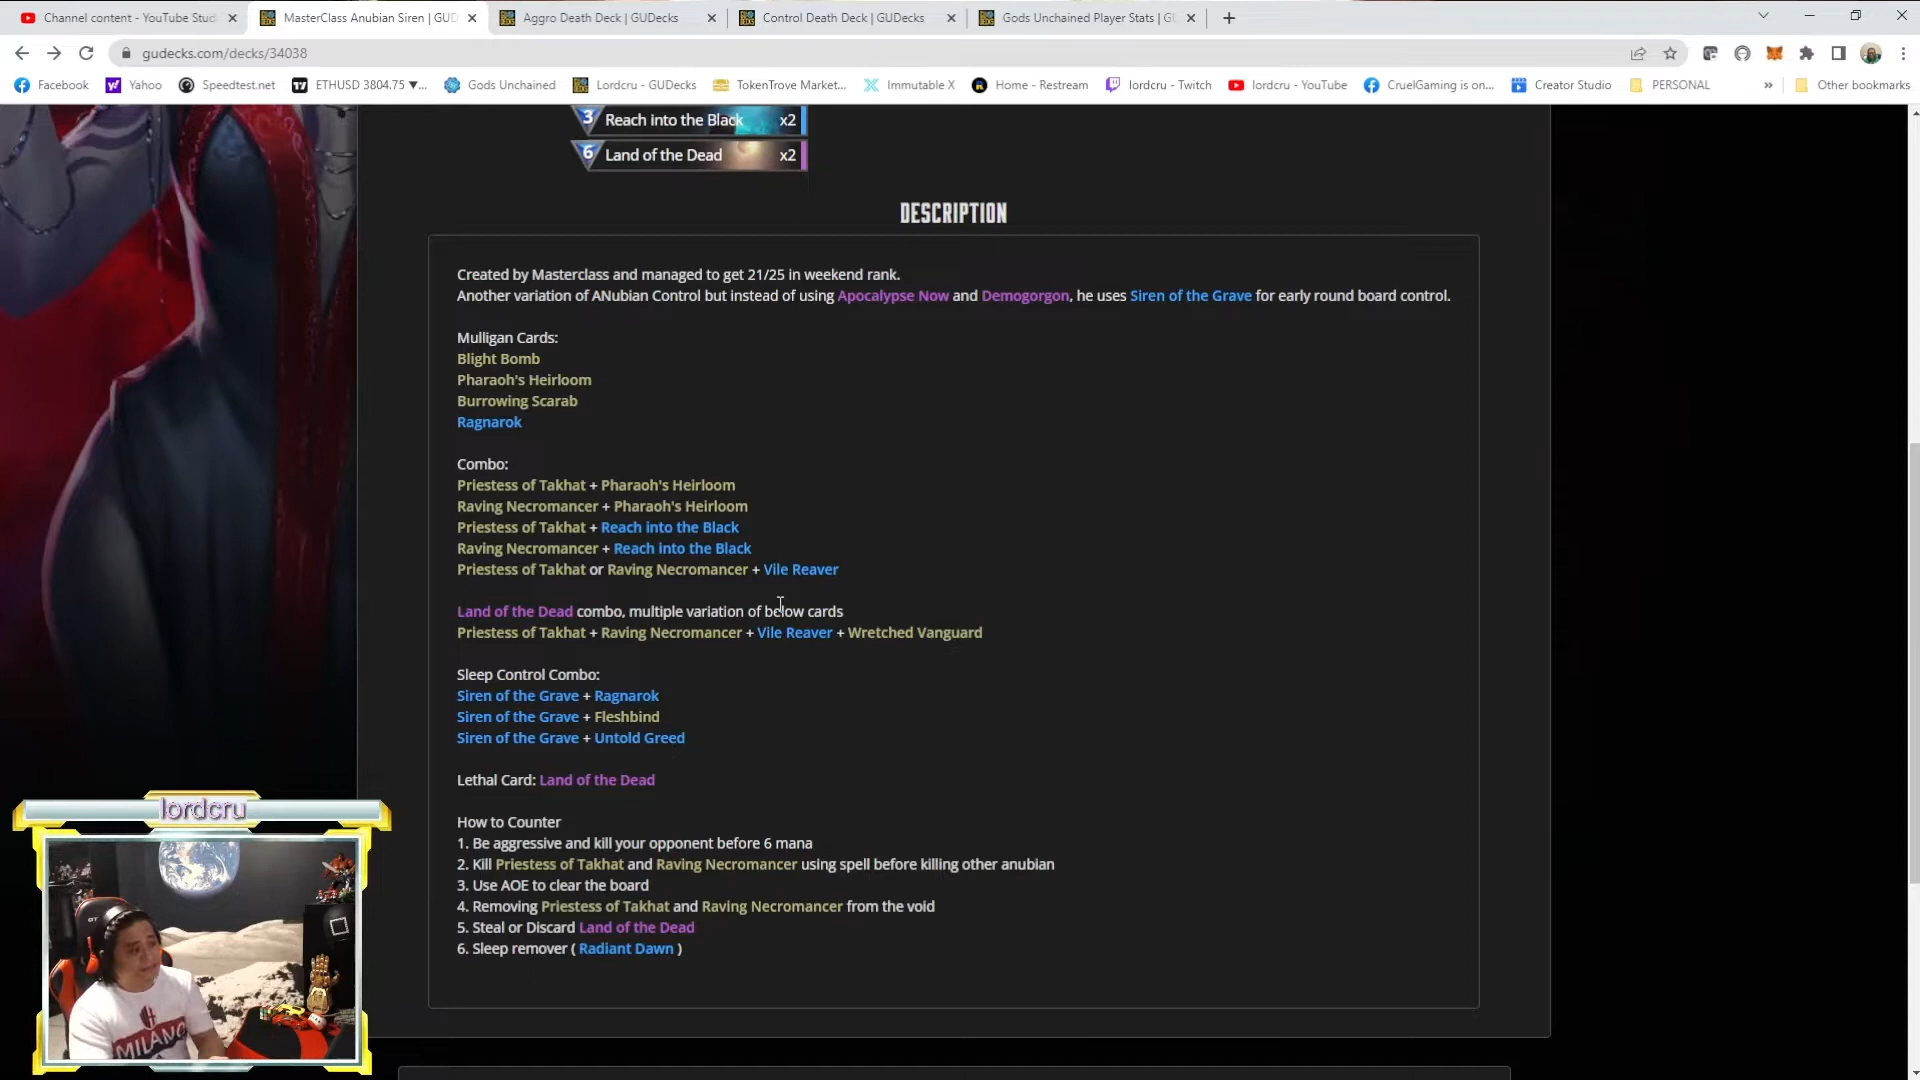 Channel content - YouTube Stud
MasterClass Anubian Siren | GUD
Aggro Death Deck | GUDecks
Control Death Deck | GUDecks
Gods Unchained Player Stats | GU
gudecks.com/decks/34038
Facebook
Yahoo
Speedtest.net
ETHUSD 3804.75 ▼...
Gods Unchained
Lordcru - GUDecks
TokenTrove Market...
Immutable X
Home - Restream
lordcru - Twitch
lordcru - YouTube
CruelGaming is on...
Creator Studio
PERSONAL
Other bookmarks
3 Reach into the Black x2
6 Land of the Dead x2
DESCRIPTION
Created by Masterclass and managed to get 21/25 in weekend rank.
Another variation of ANubian Control but instead of using Apocalypse Now and Demogorgon, he uses Siren of the Grave for early round board control.
Mulligan Cards:
Blight Bomb
Pharaoh's Heirloom
Burrowing Scarab
Ragnarok
Combo:
Priestess of Takhat + Pharaoh's Heirloom
Raving Necromancer + Pharaoh's Heirloom
Priestess of Takhat + Reach into the Black
Raving Necromancer + Reach into the Black
Priestess of Takhat or Raving Necromancer + Vile Reaver
Land of the Dead combo, multiple variation of below cards
Priestess of Takhat + Raving Necromancer + Vile Reaver + Wretched Vanguard
Sleep Control Combo:
Siren of the Grave + Ragnarok
Siren of the Grave + Fleshbind
Siren of the Grave + Untold Greed
Lethal Card: Land of the Dead
How to Counter
1. Be aggressive and kill your opponent before 6 mana
2. Kill Priestess of Takhat and Raving Necromancer using spell before killing other anubian
3. Use AOE to clear the board
4. Removing Priestess of Takhat and Raving Necromancer from the void
5. Steal or Discard Land of the Dead
6. Sleep remover ( Radiant Dawn )
lordcru
GT
MILANO